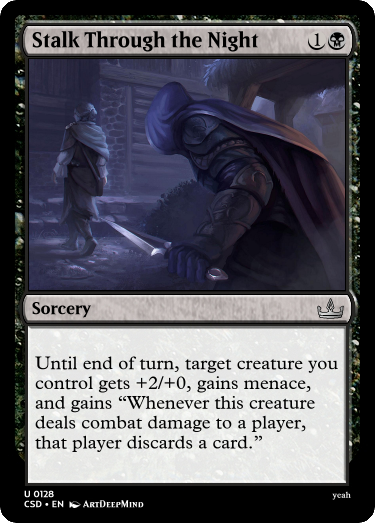 Stalk Through the Night 1
Sorcery
Until end of turn, target creature you
control gets +2/+0, gains menace,
and gains “Whenever this creature
deals combat damage to a player,
that player discards a card.”
U 0128
yeah
CSD • EN ArtDeepMind